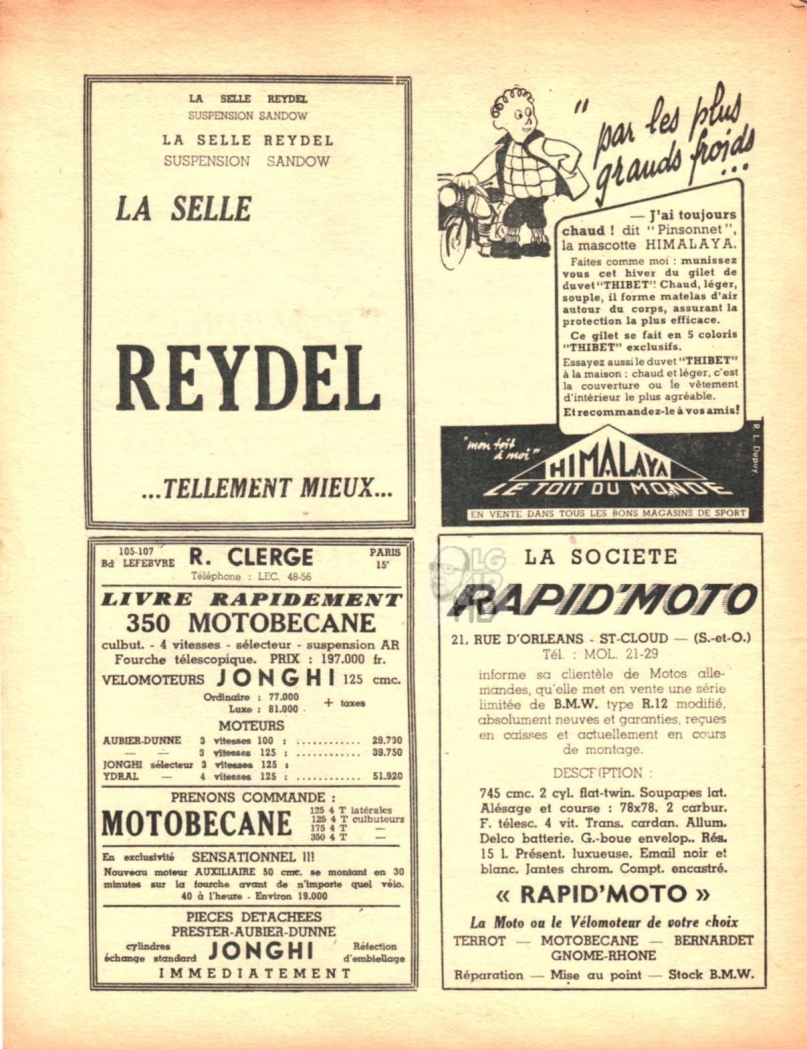 LA SELLE REYDEL
SUSPENSION SANDOW
LA SELLE REYDEL
SUSPENSION SANDOW
LA SELLE
REYDEL
...TELLEMENT MIEUX...
" par les plus
grands froids
...
— J'ai toujours
chaud ! dit " Pinsonnet ",
la mascotte HIMALAYA.
Faites comme moi : munissez
vous cet hiver du gilet de
duvet "THIBET"! Chaud, léger,
souple, il forme matelas d'air
autour du corps, assurant la
protection la plus efficace.
Ce gilet se fait en 5 coloris
"THIBET" exclusifs.
Essayez aussi le duvet "THIBET"
à la maison : chaud et léger, c'est
la couverture ou le vêtement
d'intérieur le plus agréable.
Et recommandez-le à vos amis!
R. L. Dupuy
"mon toit
à moi"
HIMALAYA
LE TOIT DU MONDE
EN VENTE DANS TOUS LES BONS MAGASINS DE SPORT
105-107
Bd LEFEBVRE R. CLERGE PARIS
15'
Téléphone : LEC. 48-56
LIVRE RAPIDEMENT
350 MOTOBECANE
culbut. - 4 vitesses - sélecteur - suspension AR
Fourche télescopique. PRIX : 197.000 fr.
VELOMOTEURS JONGHI 125 cmc.
Ordinaire : 77.000
Luxe : 81.000 + taxes
MOTEURS
AUBIER-DUNNE 3 vitesses 100 : ............ 29.730
— — 3 vitesses 125 : ............ 39.750
JONGHI sélecteur 3 vitesses 125 :
YDRAL — 4 vitesses 125 : ............ 51.920
PRENONS COMMANDE :
MOTOBECANE
125 4 T latérales
125 4 T culbuteurs
175 4 T —
350 4 T —
En exclusivité SENSATIONNEL !!!
Nouveau moteur AUXILIAIRE 50 cmc. se montant en 30
minutes sur la fourche avant de n'importe quel vélo.
40 à l'heure - Environ 19.000
PIECES DETACHEES
PRESTER-AUBIER-DUNNE
cylindres
échange standard JONGHI Réfection
d'embiellage
IMMEDIATEMENT
LA SOCIETE
RAPID'MOTO
21, RUE D'ORLEANS - ST-CLOUD — (S.-et-O.)
Tél. : MOL. 21-29
informe sa clientèle de Motos alle-
mandes, qu'elle met en vente une série
limitée de B.M.W. type R.12 modifié,
absolument neuves et garanties, reçues
en caisses et actuellement en cours
de montage.
DESCRIPTION :
745 cmc. 2 cyl. flat-twin. Soupapes lat.
Alésage et course : 78x78. 2 carbur.
F. télesc. 4 vit. Trans. cardan. Allum.
Delco batterie. G.-boue envelop.. Rés.
15 l. Présent. luxueuse. Email noir et
blanc. Jantes chrom. Compt. encastré.
« RAPID'MOTO »
La Moto ou le Vélomoteur de votre choix
TERROT — MOTOBECANE — BERNARDET
GNOME-RHONE
Réparation — Mise au point — Stock B.M.W.